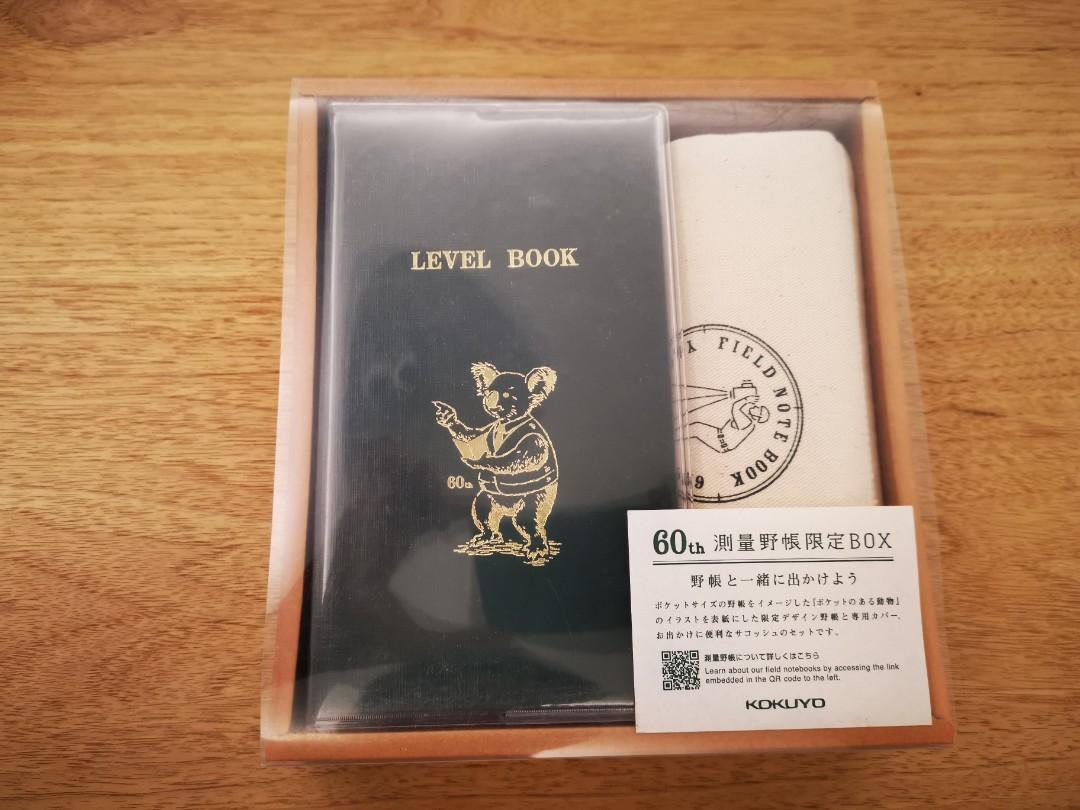 LEVEL BOOK
60th
FIELD NOTE BOOK
60th 測量野帳限定BOX
野帳と一緒に出かけよう
ポケットサイズの野帳をイメージした『ポケットのある動物』
のイラストを表紙にした限定デザイン野帳と専用カバー、
お出かけに便利なサコッシュのセットです。
測量野帳について詳しくはこちら
Learn about our field notebooks by accessing the link
embedded in the QR code to the left.
KOKUYO